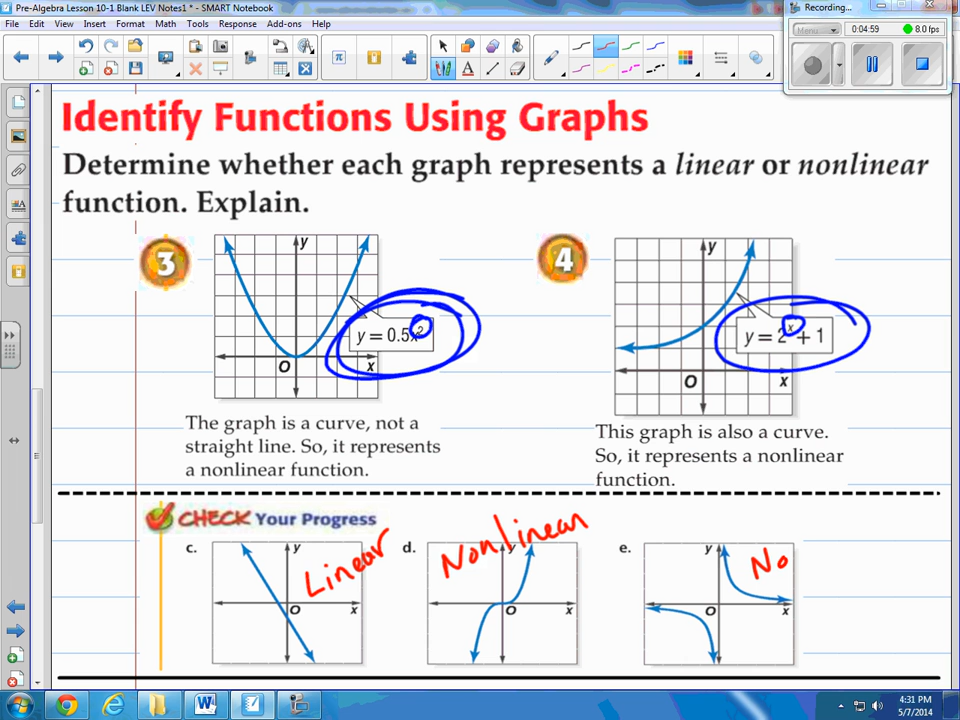 Pre-Algebra Lesson 10-1 Blank LEV Notes1 * - SMART Notebook
Recording...
File Edit View Insert Format Math Tools Response Add-ons Help
Menu
0:04:59
8.0 fps
Identify Functions Using Graphs
Determine whether each graph represents a linear or nonlinear
function. Explain.
3
y
y = 0.5x²
O
x
4
y
y = 2ˣ + 1
O
x
The graph is a curve, not a
straight line. So, it represents
a nonlinear function.
This graph is also a curve.
So, it represents a nonlinear
function.
CHECK Your Progress
c.
y
Linear
O
x
d.
Nonlinear
y
O
x
e.
y
No
O
x
4:31 PM
5/7/2014